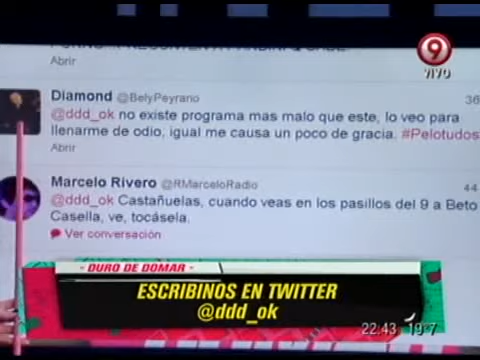 Abrir
9
VIVO
Diamond @BelyPeyrano 36
@ddd_ok no existe programa mas malo que este, lo veo para
llenarme de odio, igual me causa un poco de gracia. #Pelotudos
Abrir
Marcelo Rivero @RMarceloRadio 44
@ddd_ok Castañuelas, cuando veas en los pasillos del 9 a Beto
Casella, ve, tocásela.
Ver conversación
- DURO DE DOMAR -
ESCRIBINOS EN TWITTER
@ddd_ok
22:43 19°7